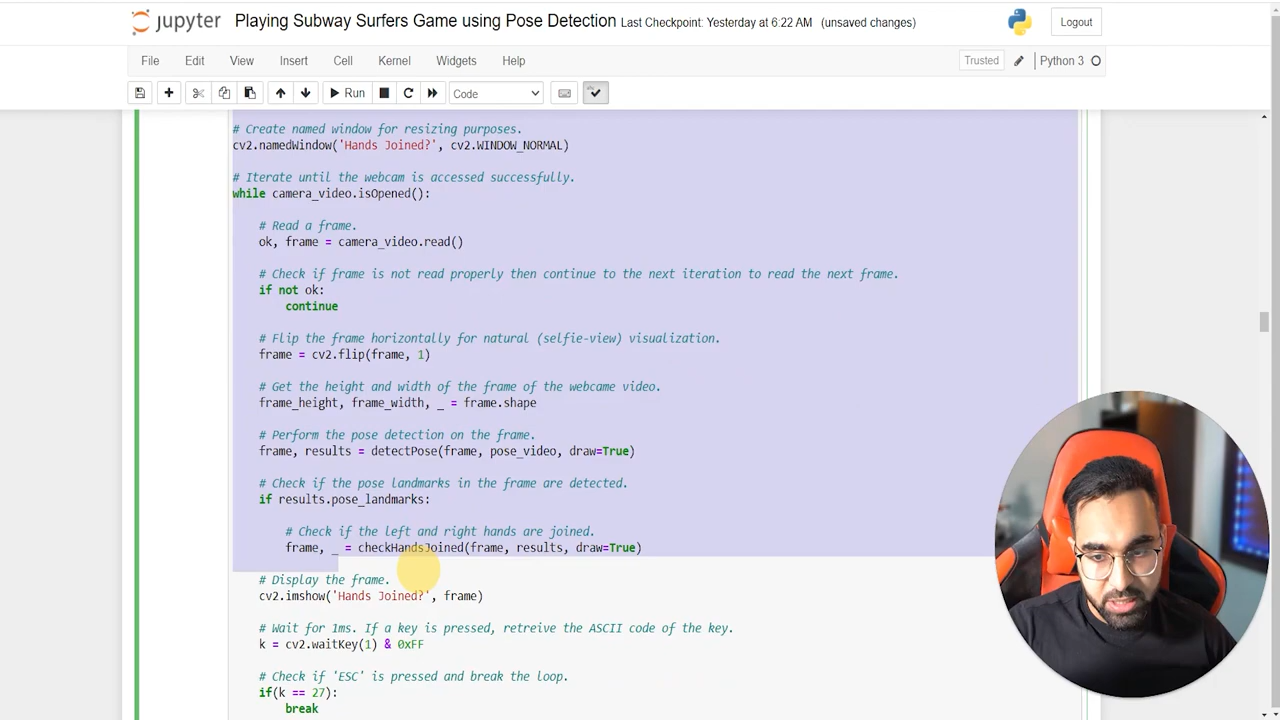 jupyter Playing Subway Surfers Game using Pose Detection Last Checkpoint: Yesterday at 6:22 AM (unsaved changes) Logout
File Edit View Insert Cell Kernel Widgets Help Trusted Python 3
Run Code
# Create named window for resizing purposes.
cv2.namedWindow('Hands Joined?', cv2.WINDOW_NORMAL)
# Iterate until the webcam is accessed successfully.
while camera_video.isOpened():
# Read a frame.
ok, frame = camera_video.read()
# Check if frame is not read properly then continue to the next iteration to read the next frame.
if not ok:
continue
# Flip the frame horizontally for natural (selfie-view) visualization.
frame = cv2.flip(frame, 1)
# Get the height and width of the frame of the webcame video.
frame_height, frame_width, _ = frame.shape
# Perform the pose detection on the frame.
frame, results = detectPose(frame, pose_video, draw=True)
# Check if the pose landmarks in the frame are detected.
if results.pose_landmarks:
# Check if the left and right hands are joined.
frame, _ = checkHandsJoined(frame, results, draw=True)
# Display the frame.
cv2.imshow('Hands Joined?', frame)
# Wait for 1ms. If a key is pressed, retreive the ASCII code of the key.
k = cv2.waitKey(1) & 0xFF
# Check if 'ESC' is pressed and break the loop.
if(k == 27):
break